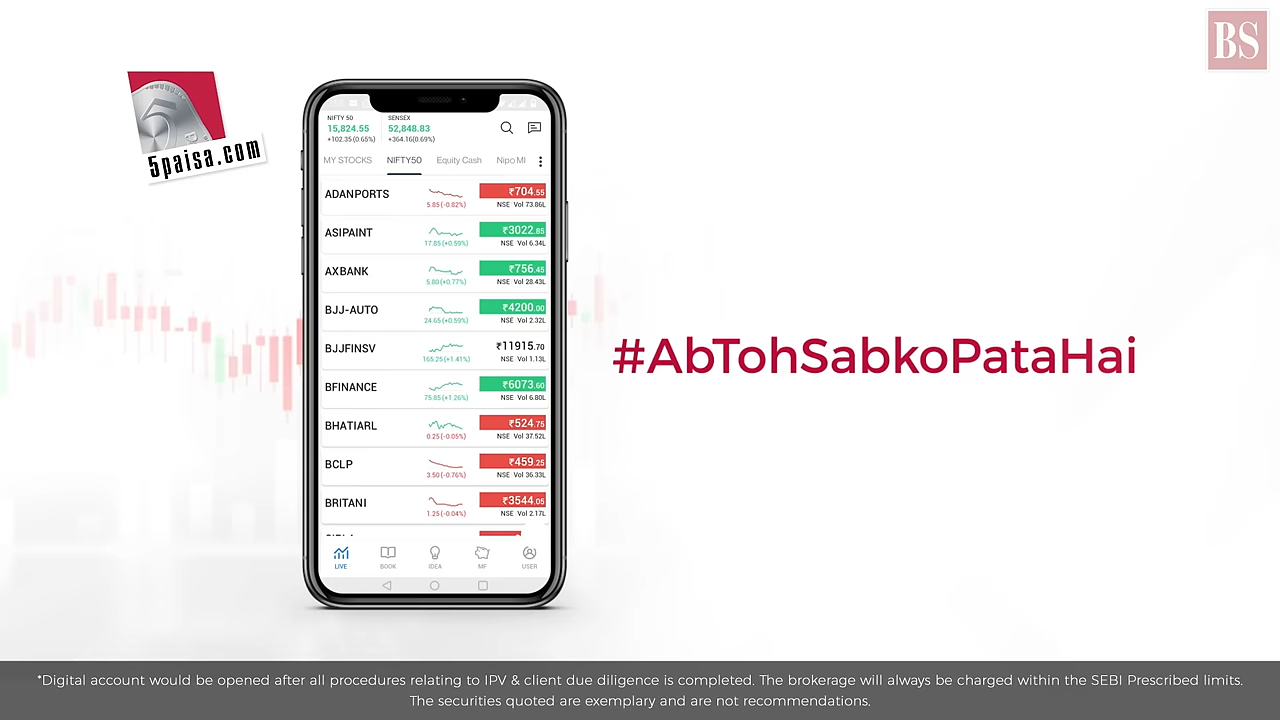 BS
5
5paisa.com
NIFTY 50
15,824.55
+102.35 (0.65%)
SENSEX
52,848.83
+364.16(0.69%)
MY STOCKS NIFTY50 Equity Cash Nipo MI
ADANPORTS
5.85 (-0.82%)
₹704.55
NSE Vol 73.86L
ASIPAINT
17.85 (+0.59%)
₹3022.85
NSE Vol 6.34L
AXBANK
5.80 (+0.77%)
₹756.45
NSE Vol 28.43L
BJJ-AUTO
24.65 (+0.59%)
₹4200.00
NSE Vol 2.32L
BJJFINSV
165.25 (+1.41%)
₹11915.70
NSE Vol 1.13L
BFINANCE
75.85 (+1.26%)
₹6073.60
NSE Vol 6.80L
BHATIARL
0.25 (-0.05%)
₹524.75
NSE Vol 37.52L
BCLP
3.50 (-0.76%)
₹459.25
NSE Vol 36.33L
BRITANI
1.25 (-0.04%)
₹3544.05
NSE Vol 2.17L
LIVE BOOK IDEA MF USER
#AbTohSabkoPataHai
*Digital account would be opened after all procedures relating to IPV & client due diligence is completed. The brokerage will always be charged within the SEBI Prescribed limits.
The securities quoted are exemplary and are not recommendations.